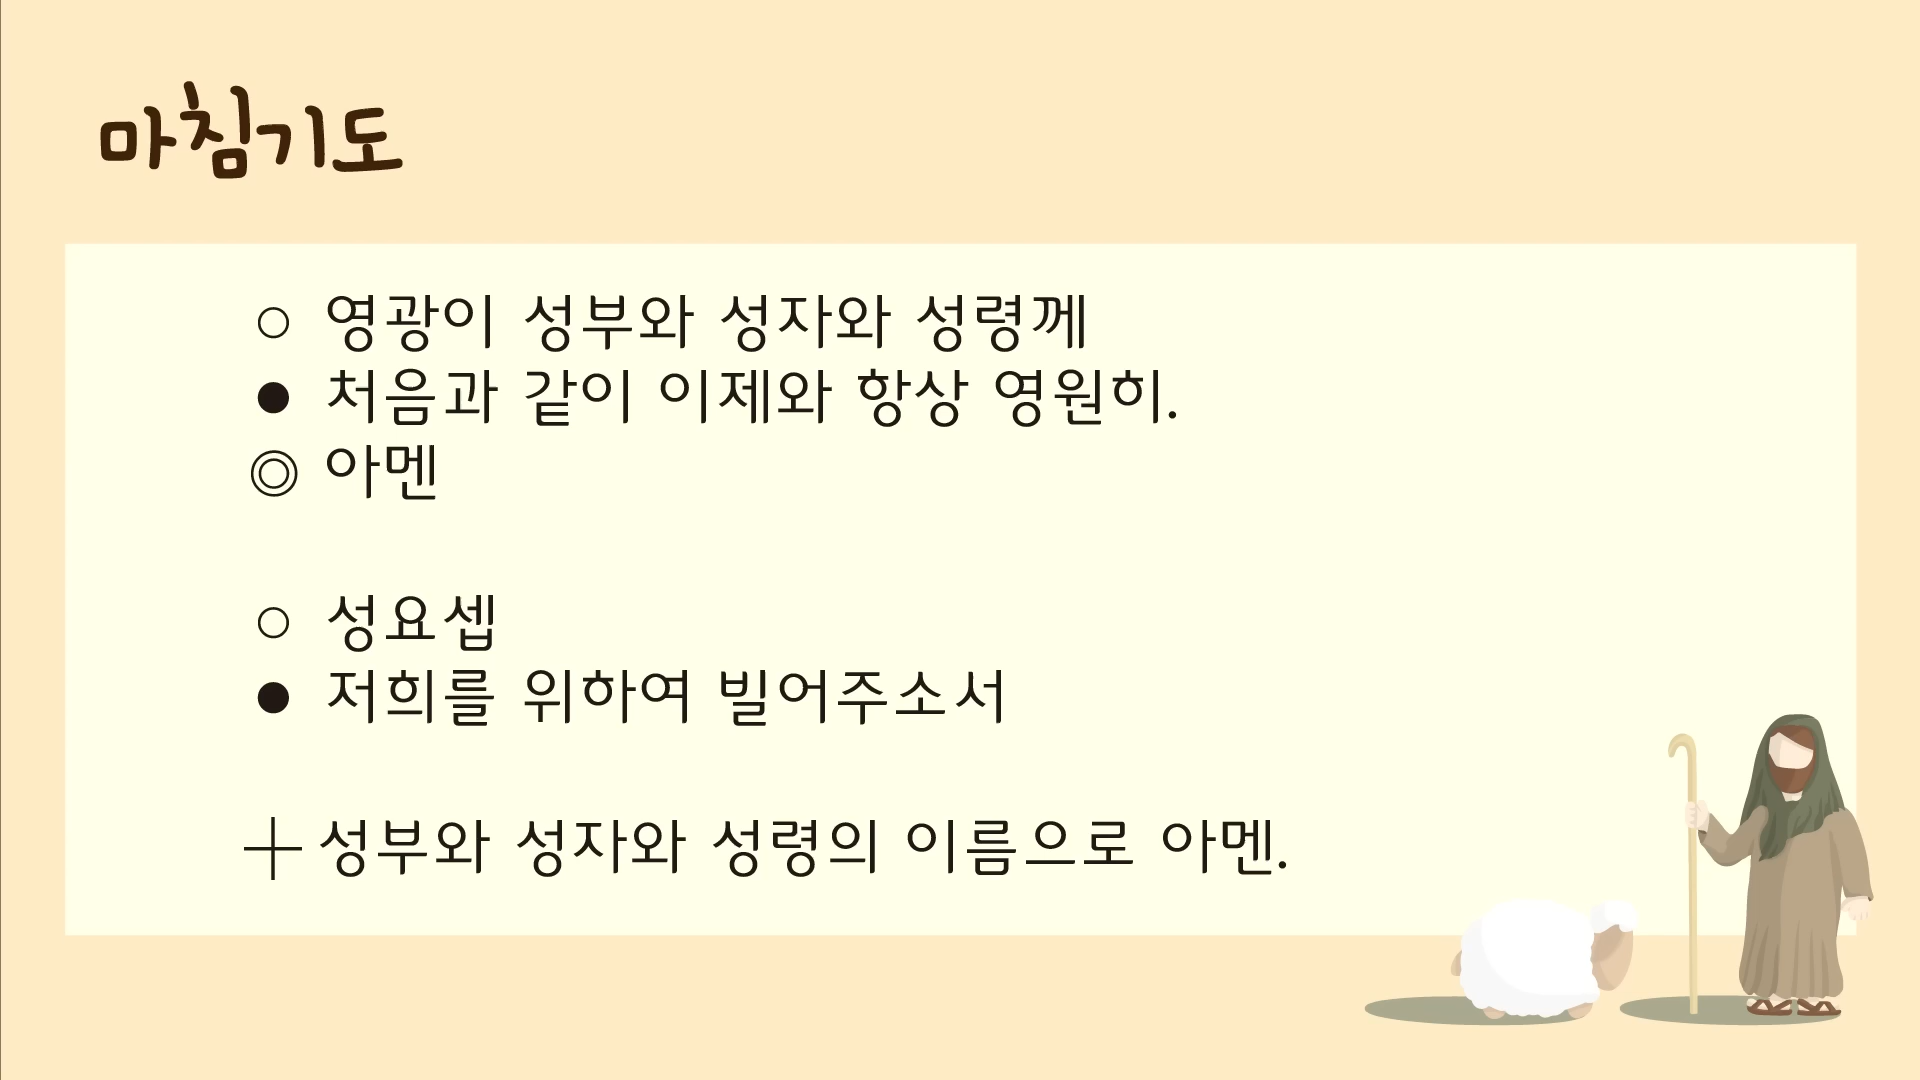 마침기도
○ 영광이 성부와 성자와 성령께
● 처음과 같이 이제와 항상 영원히.
◎ 아멘
○ 성요셉
● 저희를 위하여 빌어주소서
┼ 성부와 성자와 성령의 이름으로 아멘.